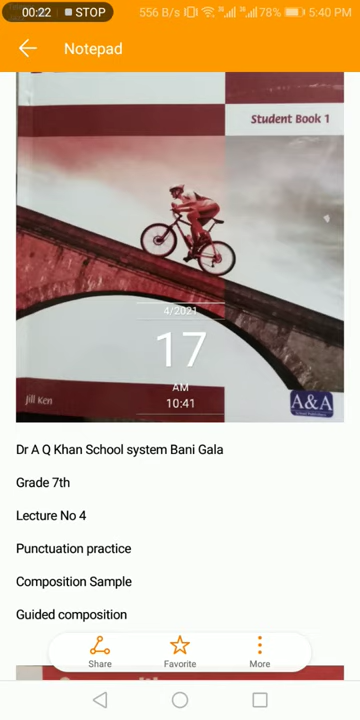 00:22 STOP 556 B/s 78% 5:40 PM
Notepad
Student Book 1
4/2021
17
AM
10:41
Jill Ken
A&A
Dr A Q Khan School system Bani Gala
Grade 7th
Lecture No 4
Punctuation practice
Composition Sample
Guided composition
Share Favorite More